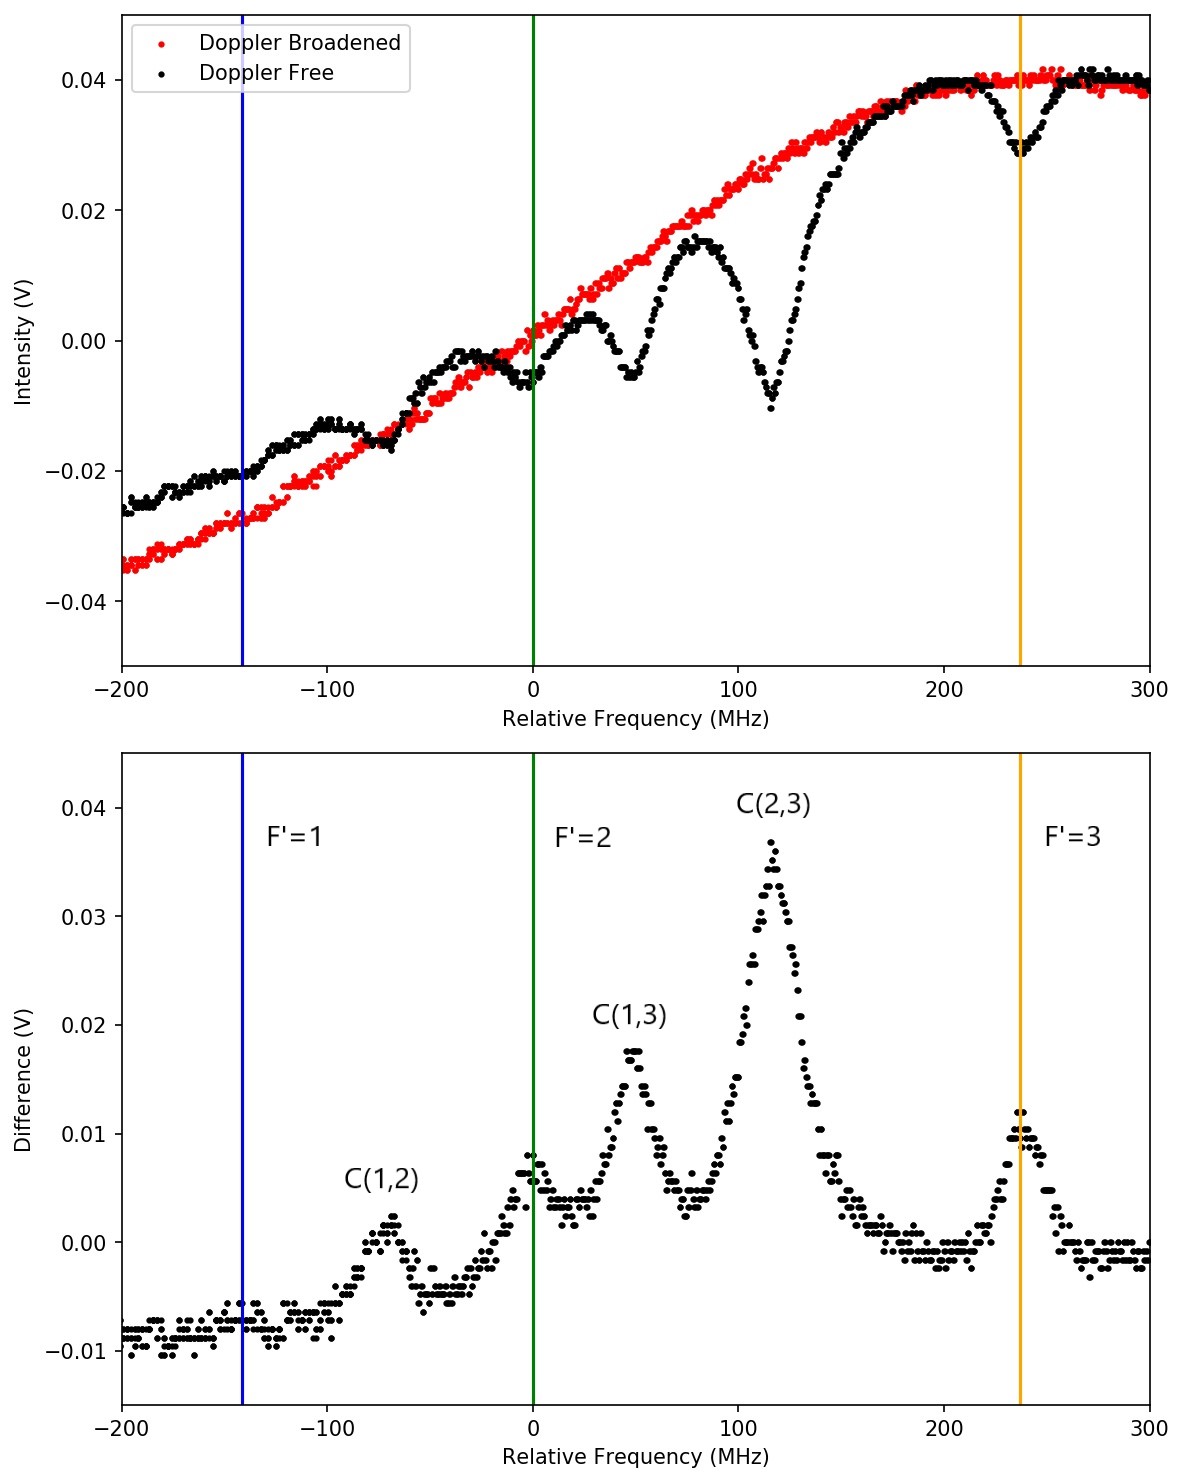 Doppler Broadened
Doppler Free
0.04
0.02
0.00
−0.02
−0.04
Intensity (V)
−200 −100 0 100 200 300
Relative Frequency (MHz)
C(2,3)
F'=1 F'=2 F'=3
C(1,3)
C(1,2)
0.04
0.03
0.02
0.01
0.00
−0.01
Difference (V)
−200 −100 0 100 200 300
Relative Frequency (MHz)